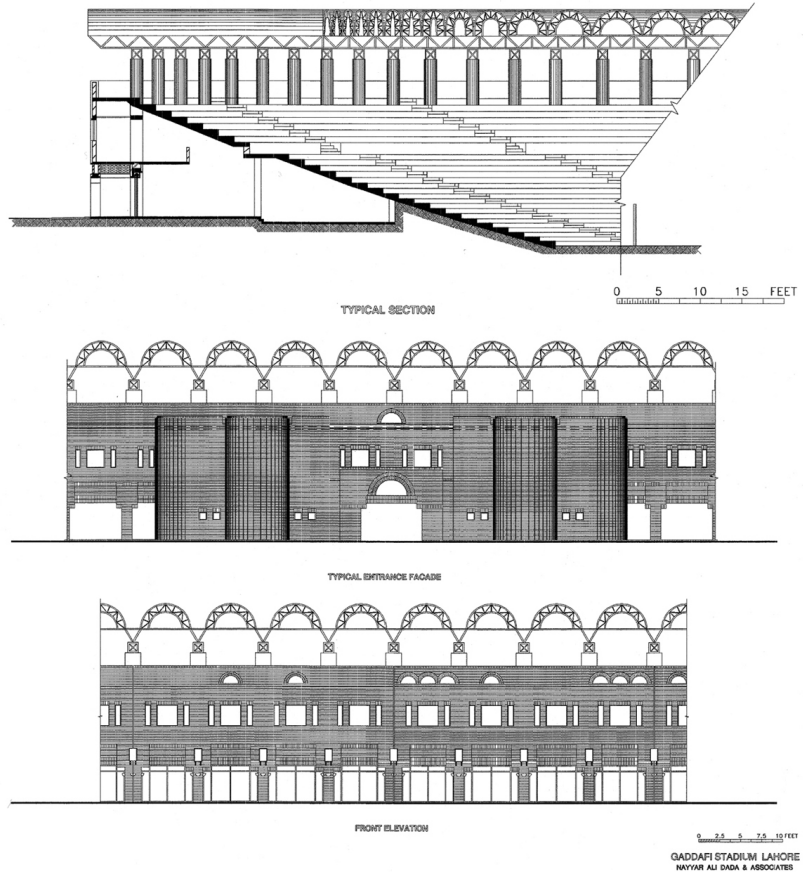 0 5 10 15 FEET
TYPICAL SECTION
TYPICAL ENTRANCE FACADE
FRONT ELEVATION
0 2.5 5 7.5 10 FEET
GADDAFI STADIUM LAHORE
NAYYAR ALI DADA & ASSOCIATES